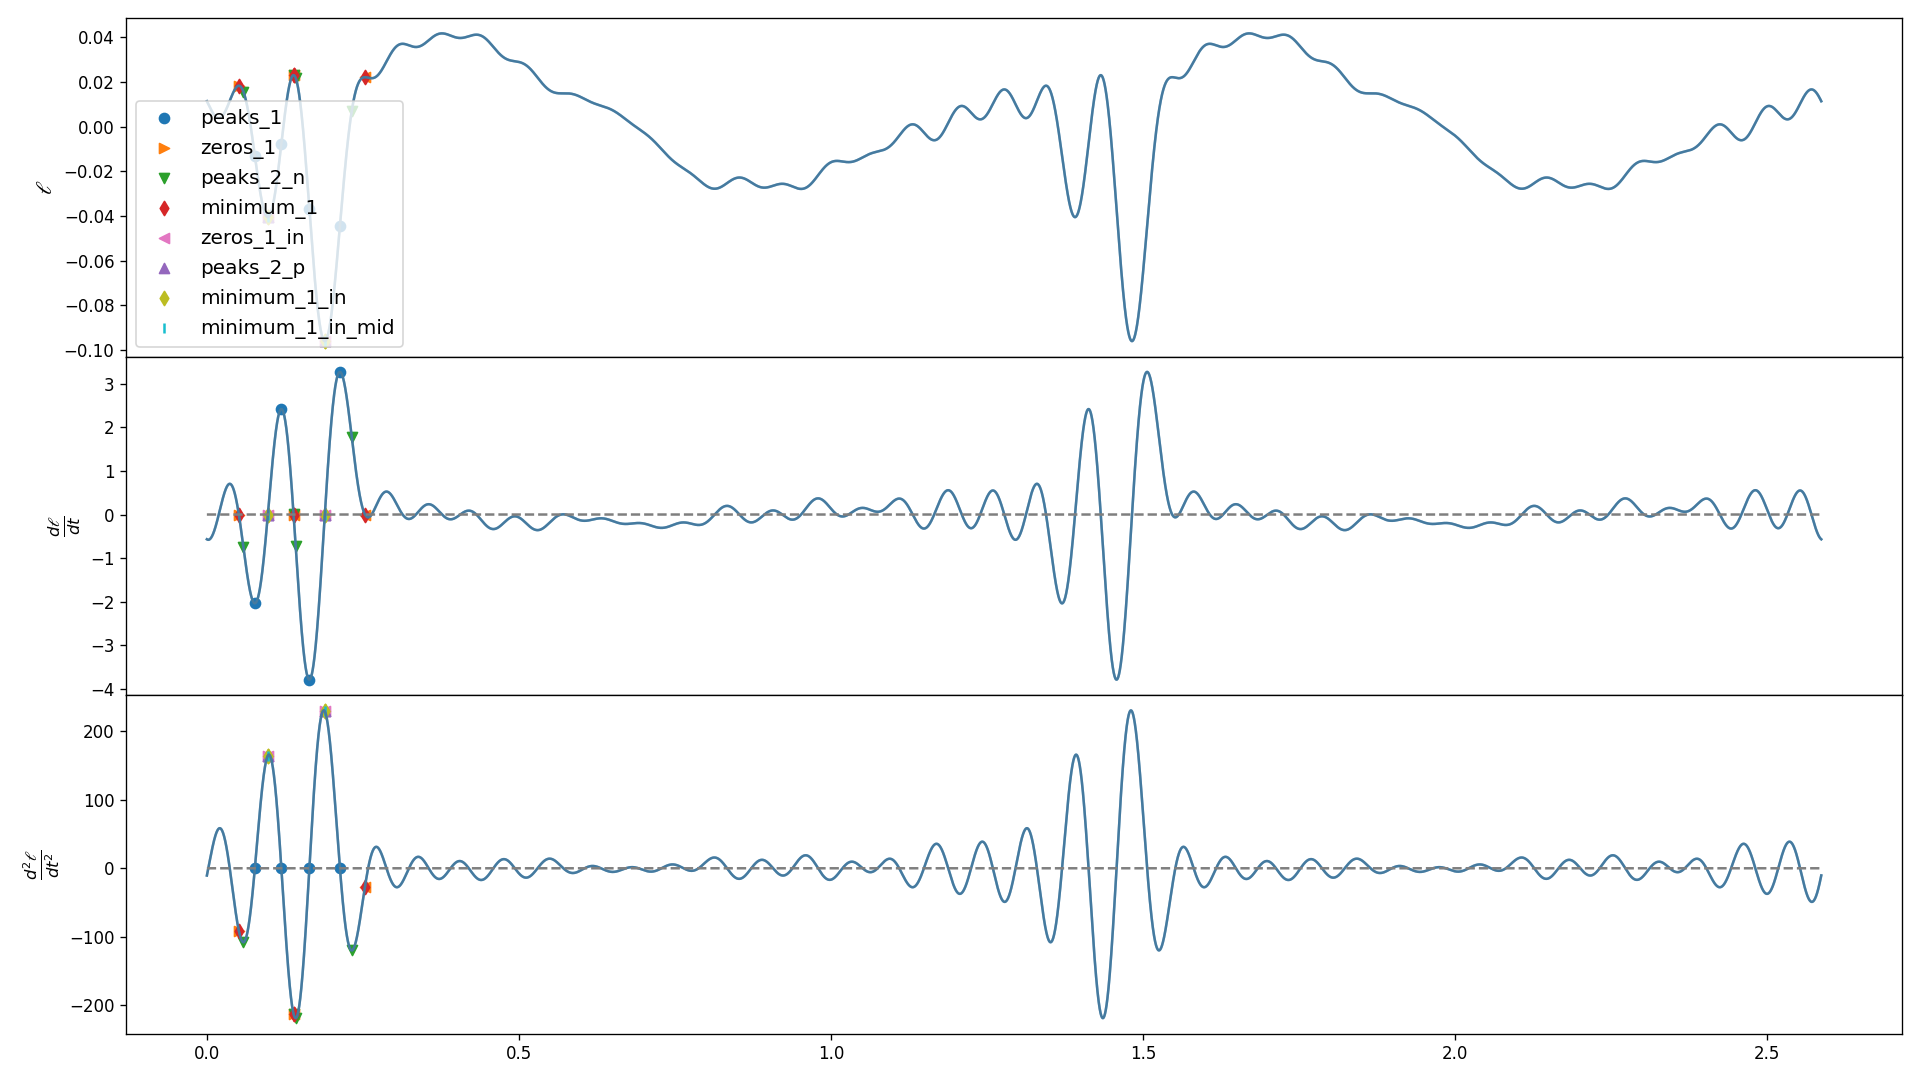 0.04
0.02
0.00
−0.02
−0.04
−0.06
−0.08
−0.10
ℓ
peaks_1
zeros_1
peaks_2_n
minimum_1
zeros_1_in
peaks_2_p
minimum_1_in
minimum_1_in_mid
3
2
1
0
−1
−2
−3
−4
dℓ
dt
200
100
0
−100
−200
d²ℓ
dt²
0.0 0.5 1.0 1.5 2.0 2.5